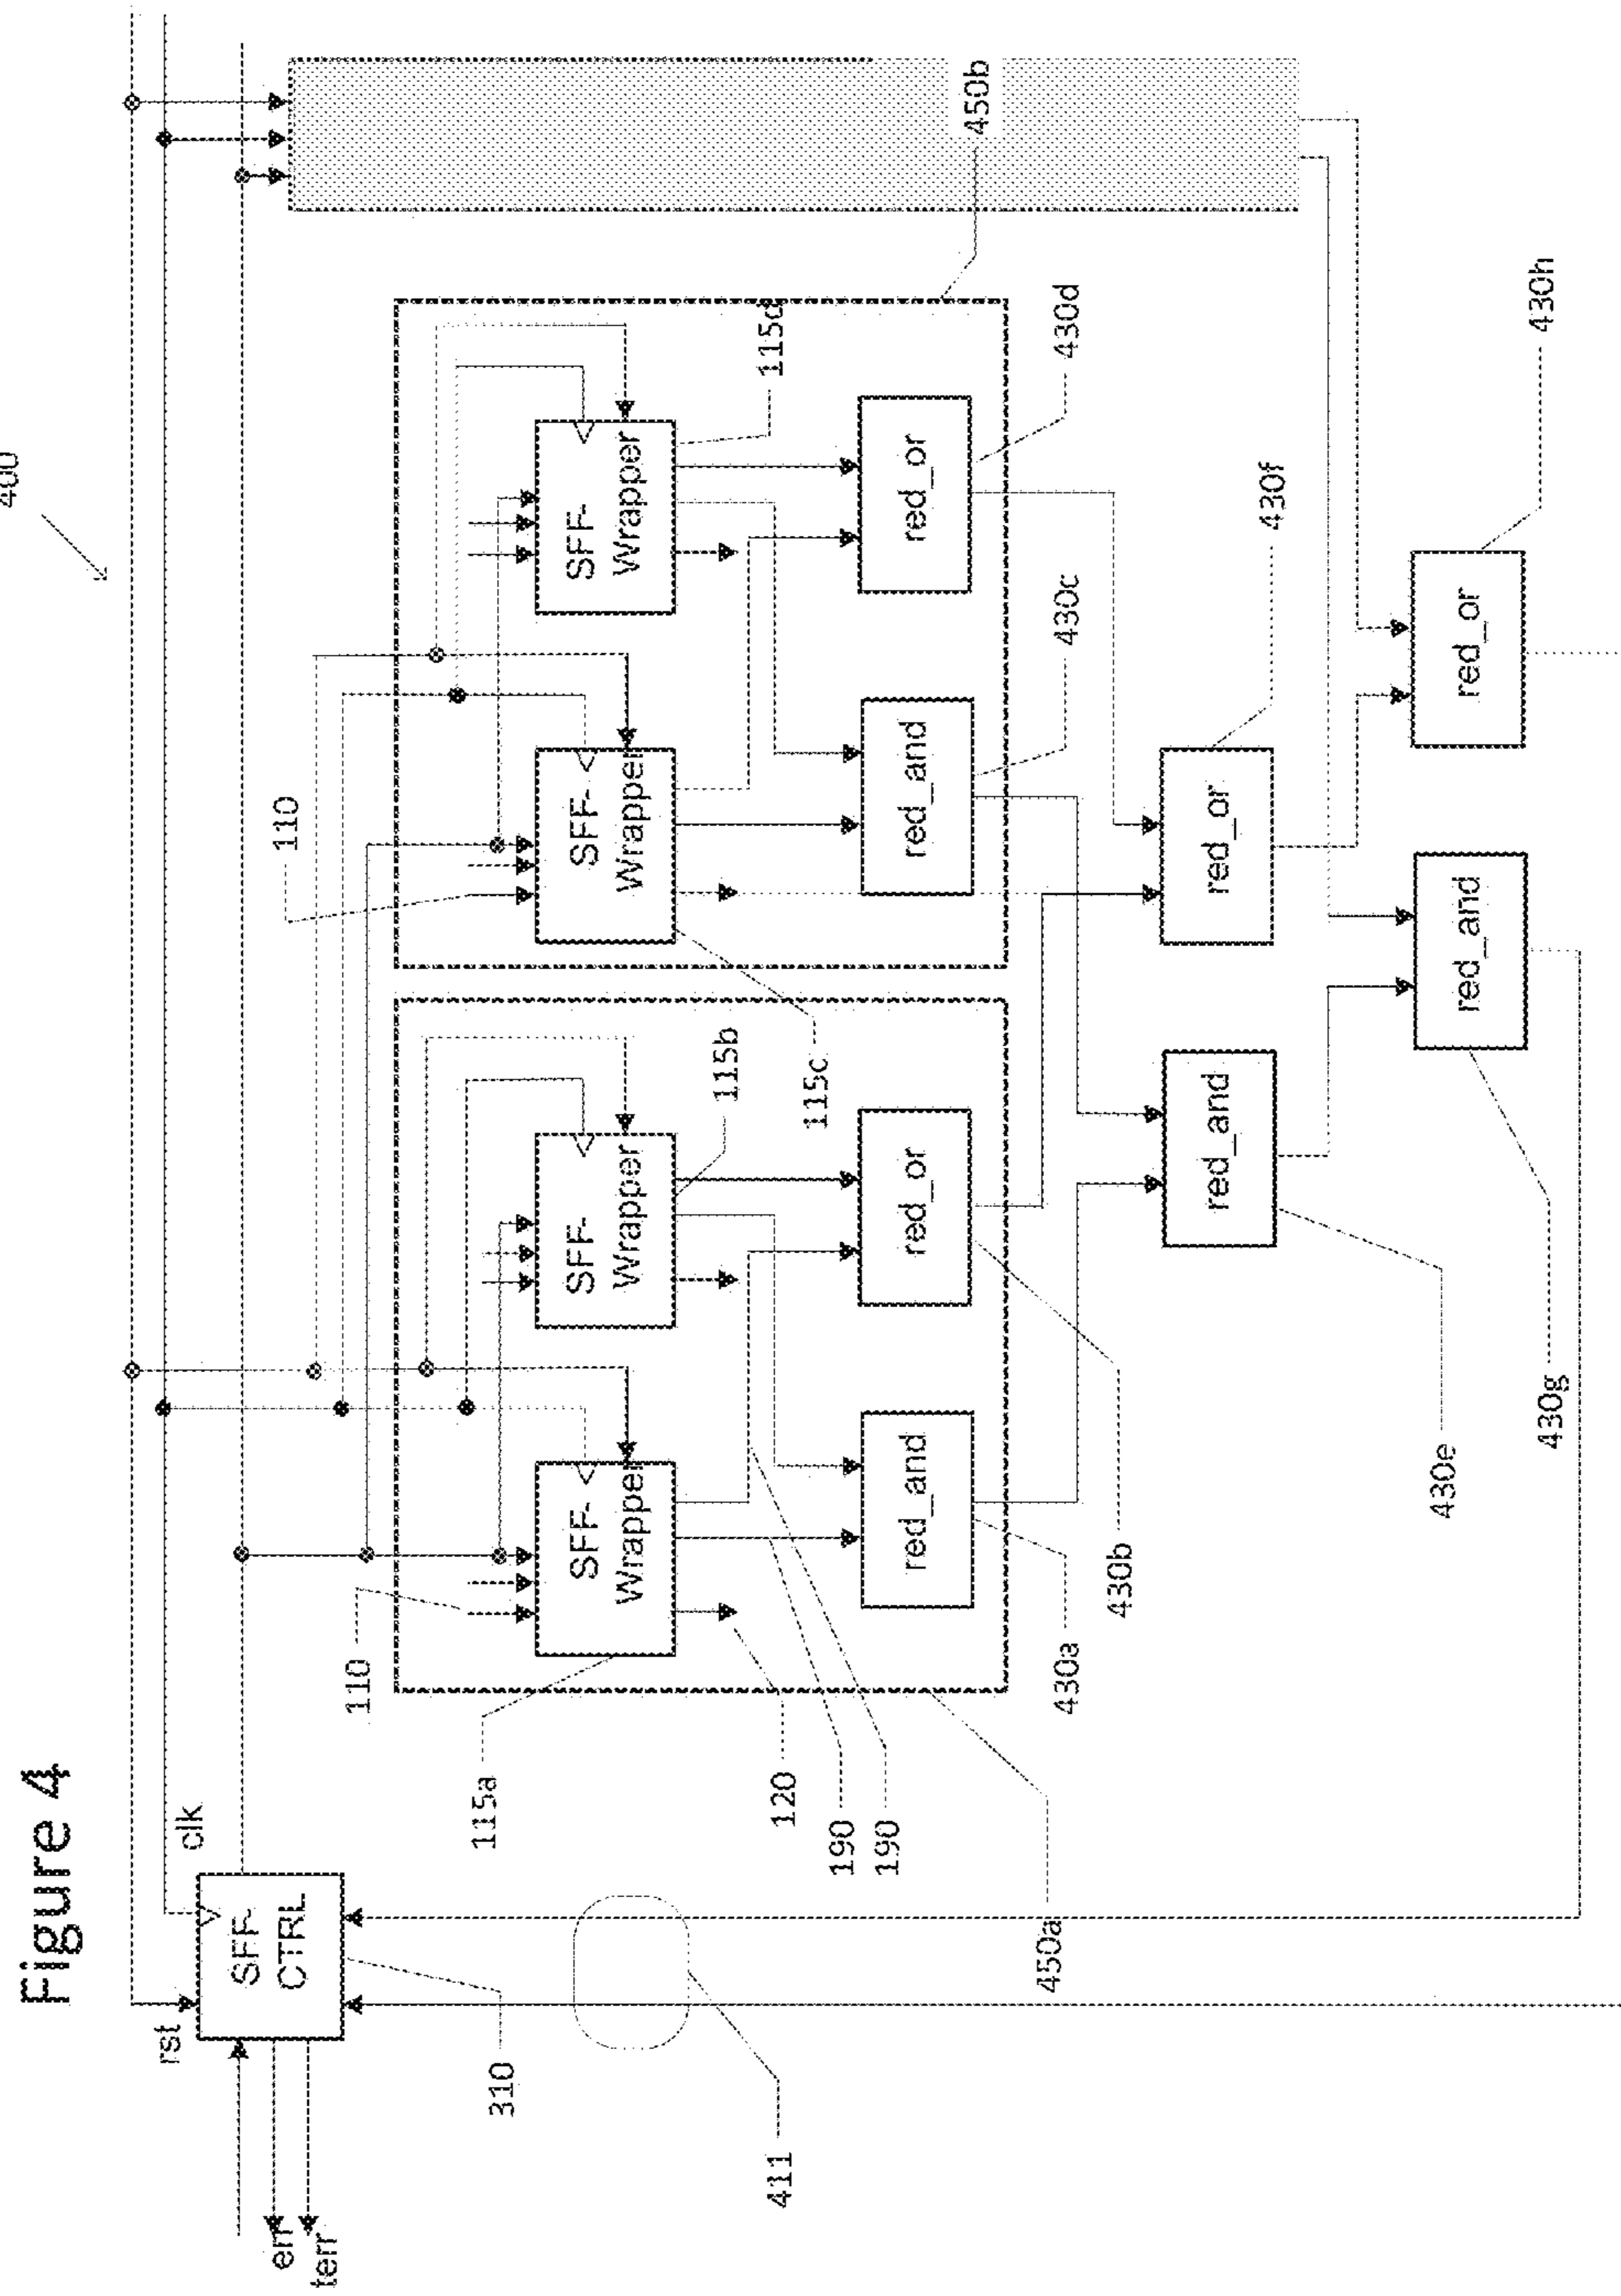 Figure 4
400
rst
clk
SFF-
CTRL
err
terr
310
411
110
115a
SFF-
Wrapper
SFF-
Wrapper
115b
120
190
190
red_and
red_or
430a
430b
450a
110
SFF-
Wrapper
SFF-
Wrapper
115c
115d
red_and
red_or
430c
430d
450b
red_and
red_or
430e
430f
red_and
red_or
430g
430h